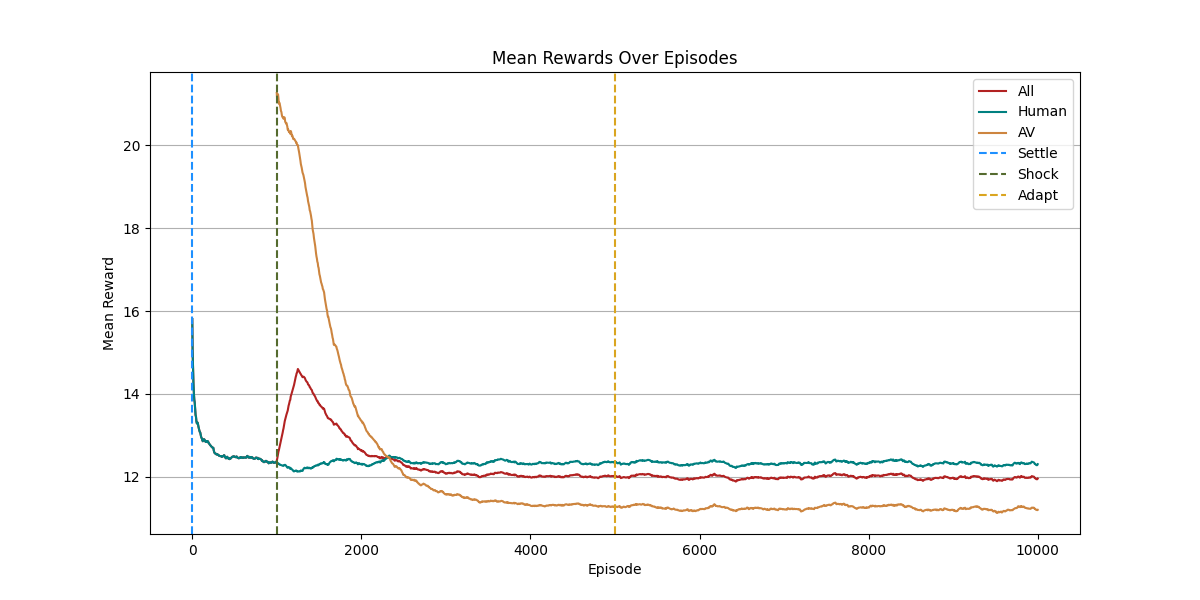 Mean Rewards Over Episodes
Mean Reward
20
18
16
14
12
0
2000
4000
6000
8000
10000
Episode
All
Human
AV
Settle
Shock
Adapt